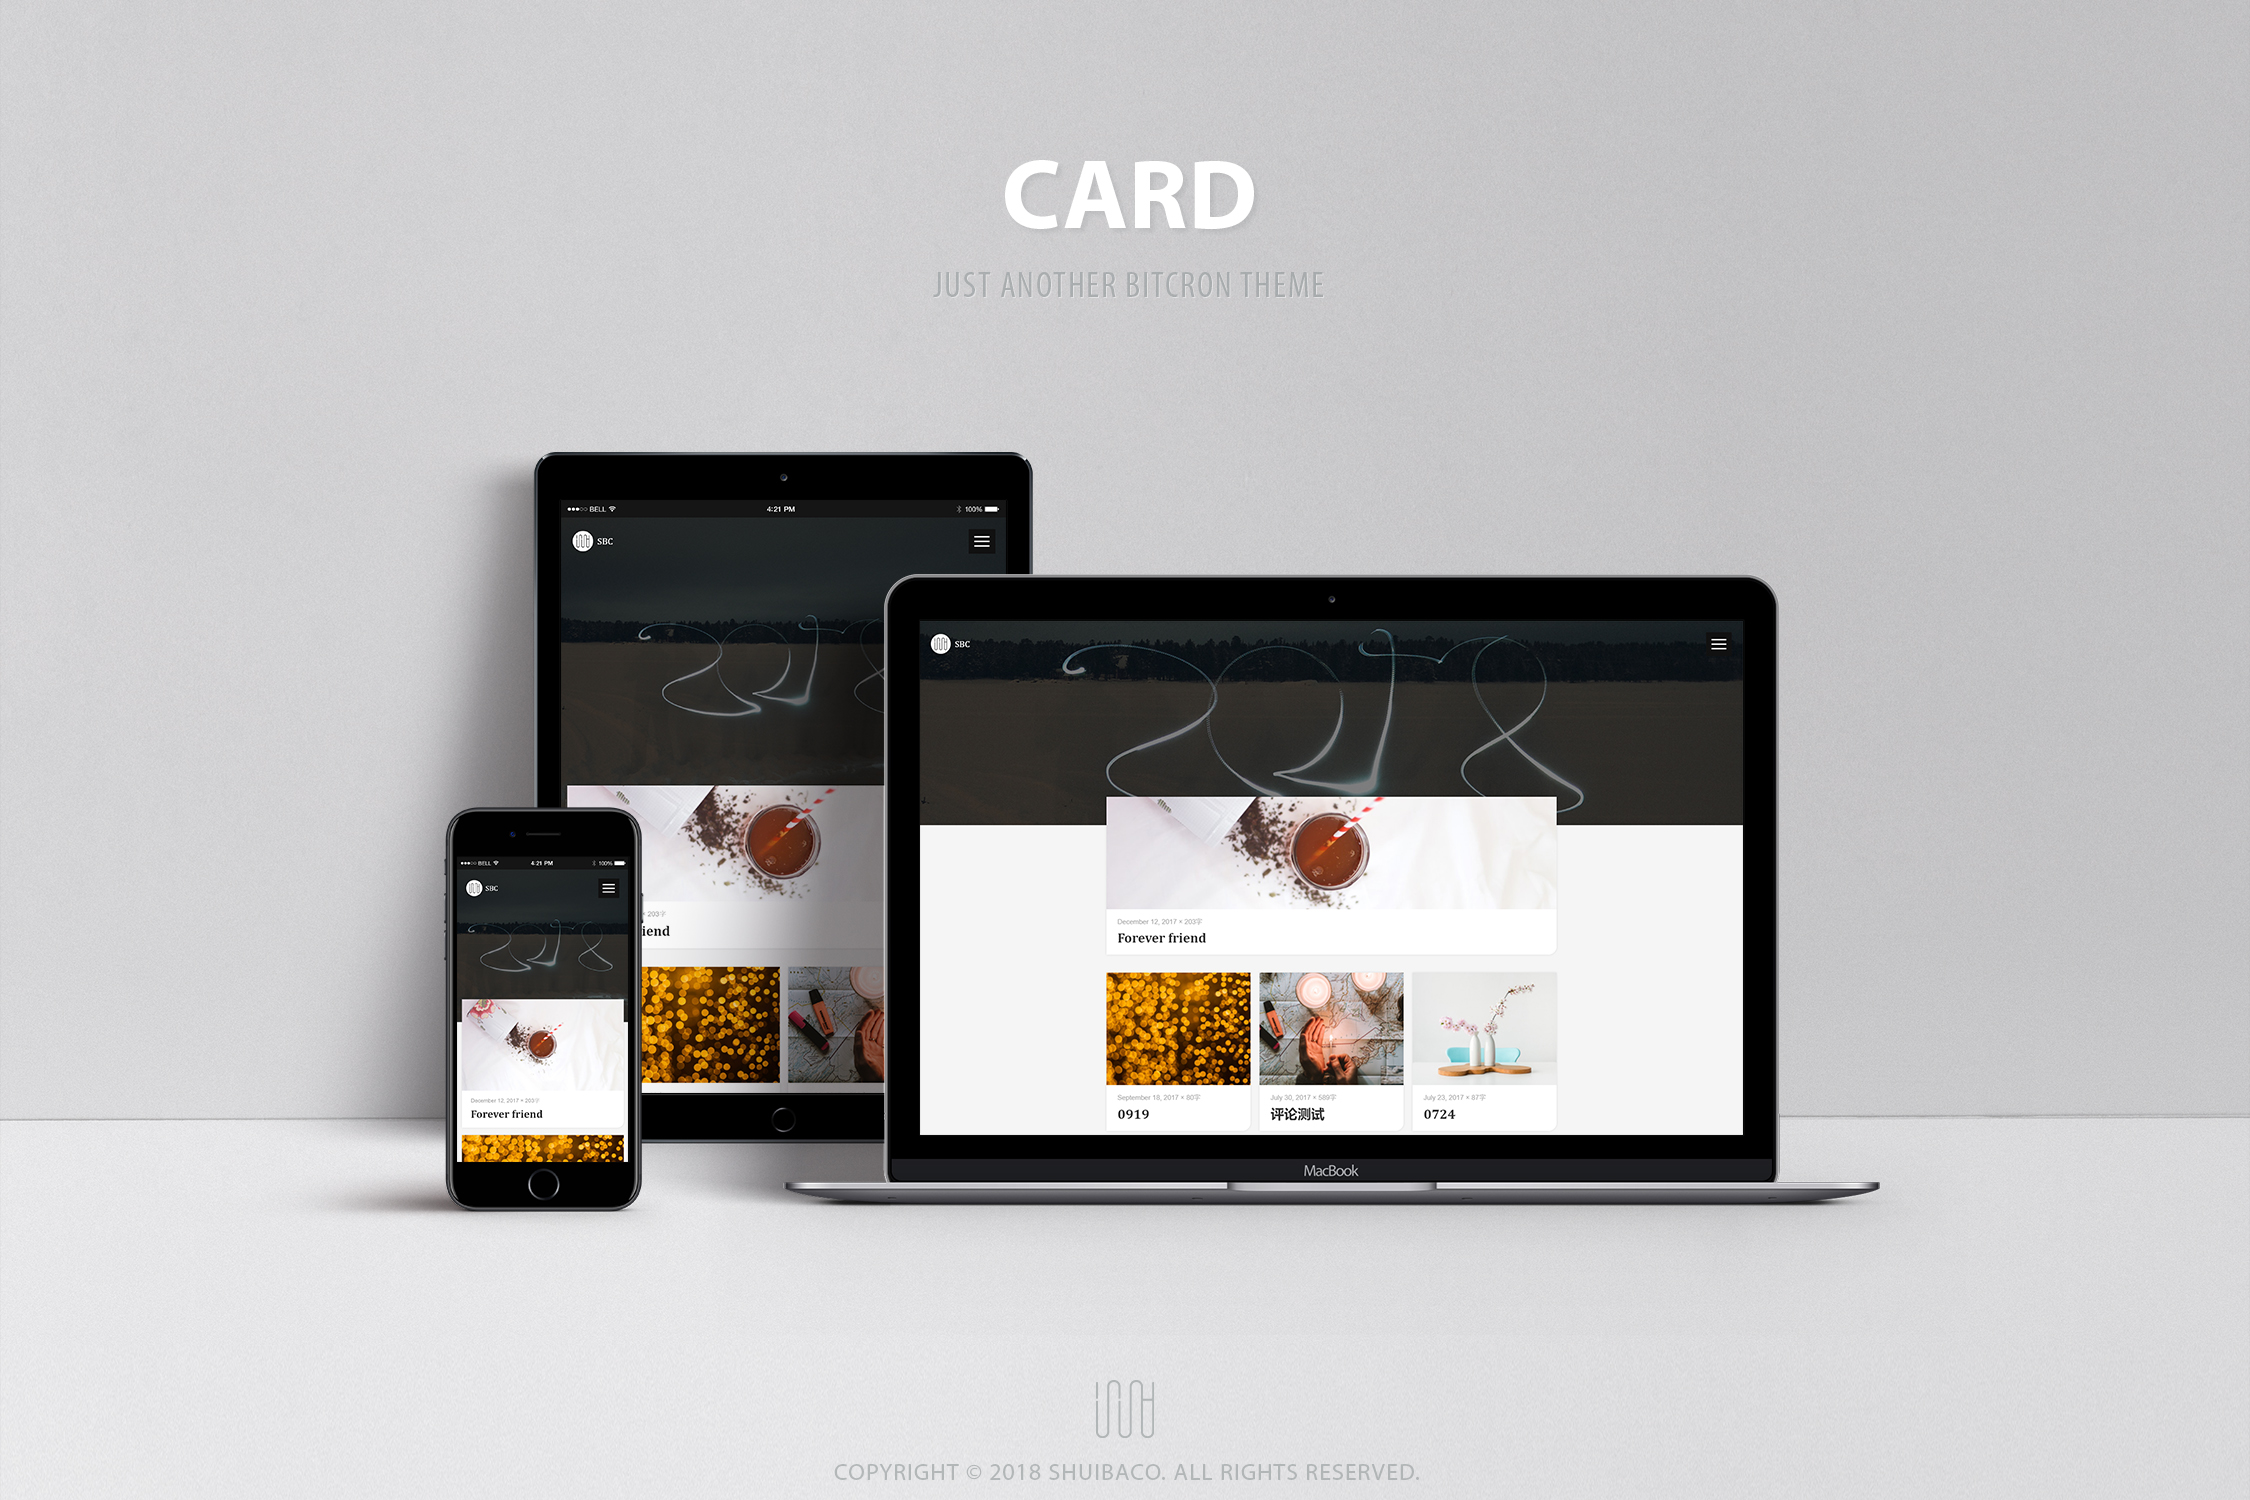 CARD
JUST ANOTHER BITCRON THEME
●●●○○ BELL
4:21 PM
100%
SBC
2018
× 203字
iend
●●●○○ BELL
4:21 PM
100%
SBC
2018
December 12, 2017 × 203字
Forever friend
SBC
2018
December 12, 2017 × 203字
Forever friend
September 18, 2017 × 80字
0919
July 30, 2017 × 589字
评论测试
July 23, 2017 × 87字
0724
MacBook
COPYRIGHT © 2018 SHUIBACO. ALL RIGHTS RESERVED.